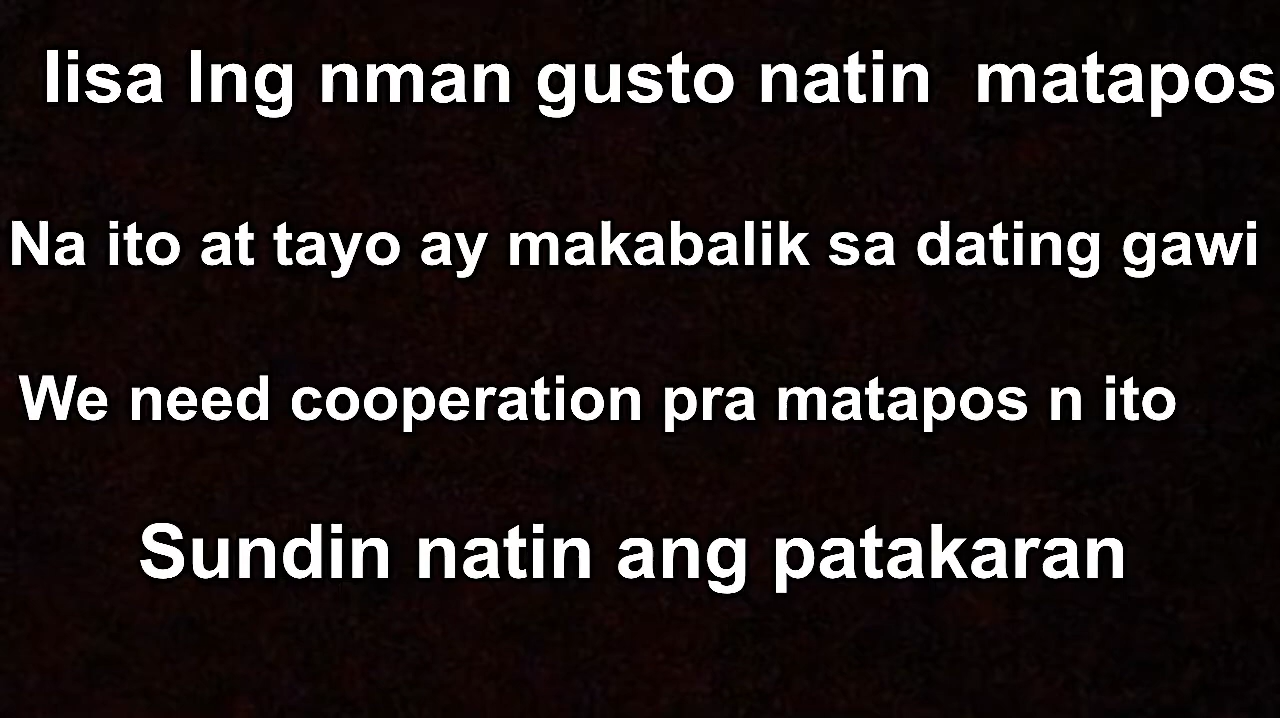 Iisa lng nman gusto natin matapos
Na ito at tayo ay makabalik sa dating gawi
We need cooperation pra matapos n ito
Sundin natin ang patakaran